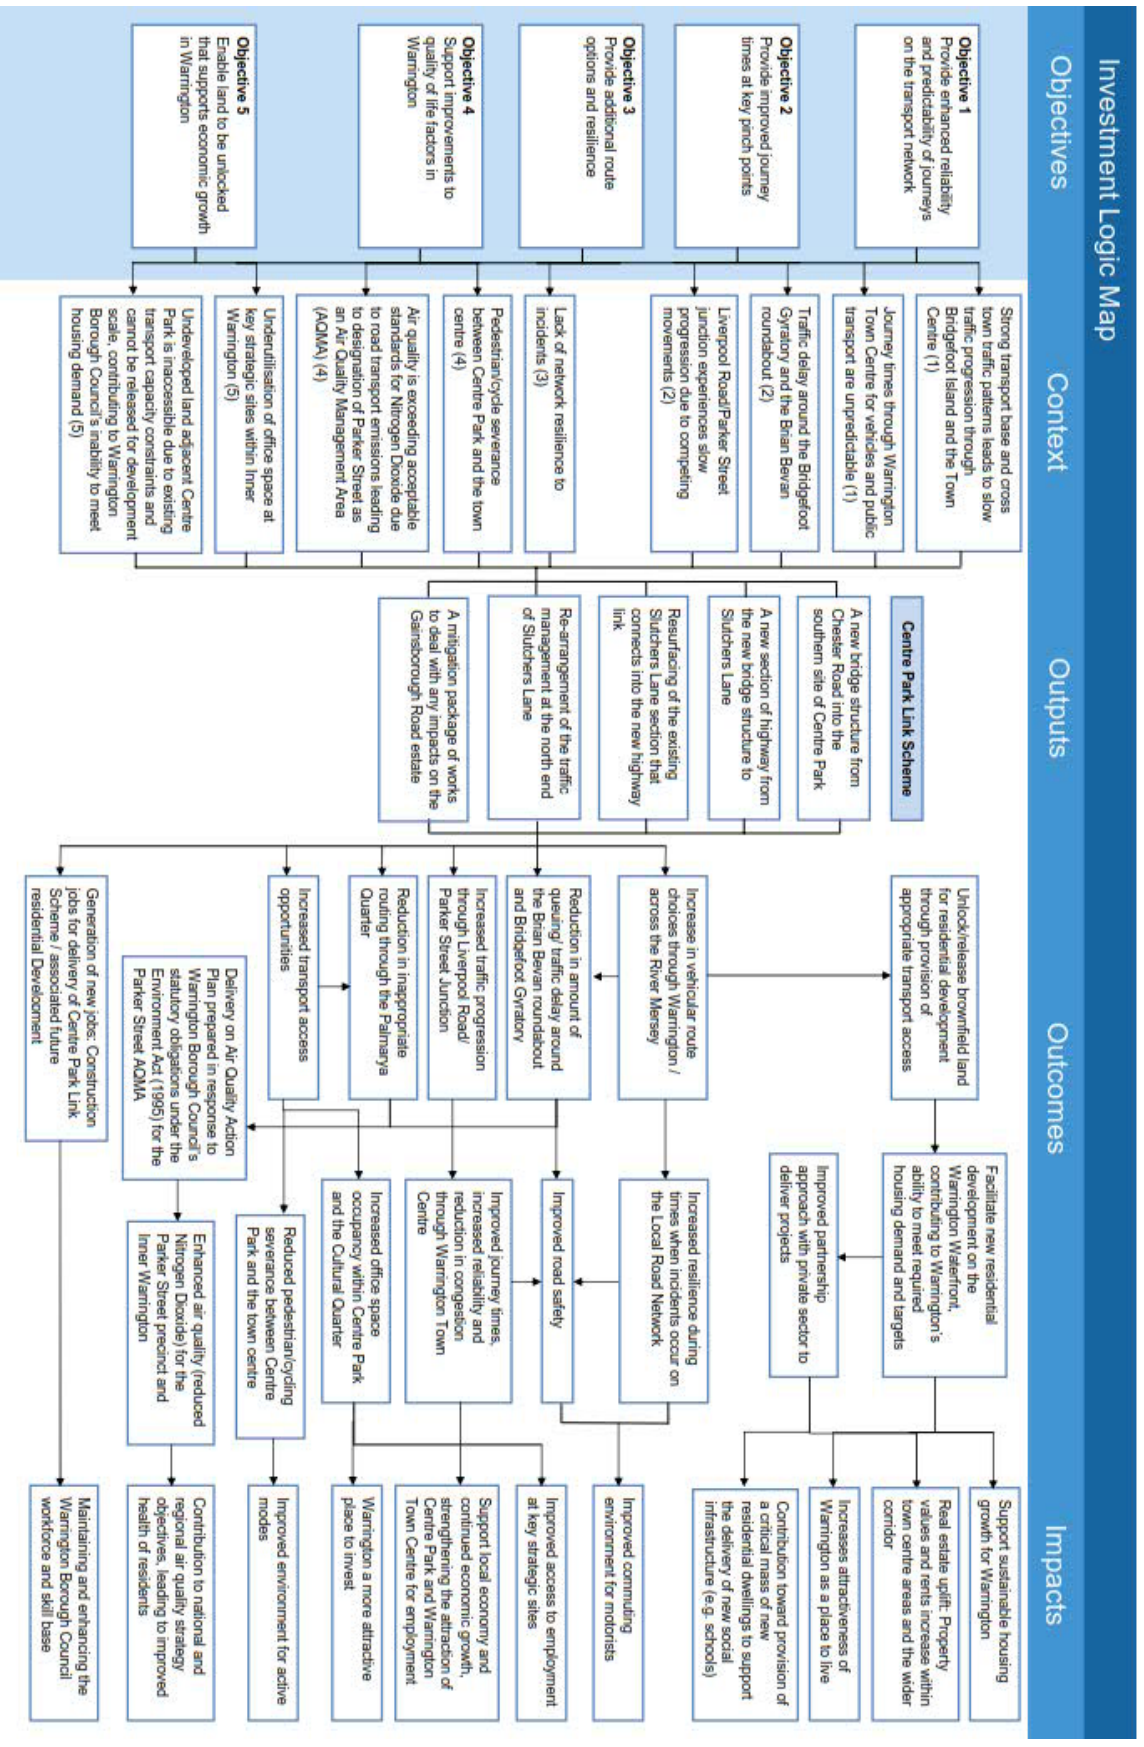 Investment Logic Map
Objectives
Context
Outputs
Outcomes
Impacts
Objective 1
Provide enhanced reliability
and predictability of journeys
on the transport network
Objective 2
Provide improved journey
times at key pinch points
Objective 3
Provide additional route
options and resilience
Objective 4
Support improvements to
quality of life factors in
Warrington
Objective 5
Enable land to be unlocked
that supports economic growth
in Warrington
Strong transport base and cross
town traffic patterns leads to slow
traffic progression through
Bridgefoot Island and the Town
Centre (1)
Journey times through Warrington
Town Centre for vehicles and public
transport are unpredictable (1)
Traffic delay around the Bridgefoot
Gyratory and the Brian Bevan
roundabout (2)
Liverpool Road/Parker Street
junction experiences slow
progression due to competing
movements (2)
Lack of network resilience to
incidents (3)
Pedestrian/cycle severance
between Centre Park and the town
centre (4)
Air quality is exceeding acceptable
standards for Nitrogen Dioxide due
to road transport emissions leading
to designation of Parker Street as
an Air Quality Management Area
(AQMA) (4)
Underutilisation of office space at
key strategic sites within Inner
Warrington (5)
Undeveloped land adjacent Centre
Park is inaccessible due to existing
transport capacity constraints and
cannot be released for development
scale, contributing to Warrington
Borough Council's inability to meet
housing demand (5)
Centre Park Link Scheme
A new bridge structure from
Chester Road into the
southern site of Centre Park
A new section of highway from
the new bridge structure to
Slutchers Lane
Resurfacing of the existing
Slutchers Lane section that
connects into the new highway
link
Re-arrangement of the traffic
management at the north end
of Slutchers Lane
A mitigation package of works
to deal with any impacts on the
Gainsborough Road estate
Unlock/release brownfield land
for residential development
through provision of
appropriate transport access
Increase in vehicular route
choices through Warrington /
across the River Mersey
Reduction in amount of
queuing/ traffic delay around
the Brian Bevan roundabout
and Bridgefoot Gyratory
Increased traffic progression
through Liverpool Road/
Parker Street Junction
Reduction in inappropriate
routing through the Palmarya
Quarter
Increased transport access
opportunities
Delivery on Air Quality Action
Plan prepared in response to
Warrington Borough Council's
statutory obligations under the
Environment Act (1995) for the
Parker Street AQMA
Generation of new jobs: Construction
jobs for delivery of Centre Park Link
Scheme / associated future
residential Development
Facilitate new residential
development on the
Warrington Waterfront,
contributing to Warrington's
ability to meet required
housing demand and targets
Improved partnership
approach with private sector to
deliver projects
Increased resilience during
times when incidents occur on
the Local Road Network
Improved road safety
Improved journey times,
increased reliability and
reduction in congestion
through Warrington Town
Centre
Increased office space
occupancy within Centre Park
and the Cultural Quarter
Reduced pedestrian/cycling
severance between Centre
Park and the town centre
Enhanced air quality (reduced
Nitrogen Dioxide) for the
Parker Street precinct and
Inner Warrington
Support sustainable housing
growth for Warrington
Real estate uplift: Property
values and rents increase within
town centre areas and the wider
corridor
Increases attractiveness of
Warrington as a place to live
Contribution toward provision of
a critical mass of new
residential dwellings to support
the delivery of new social
infrastructure (e.g. schools)
Improved commuting
environment for motorists
Improved access to employment
at key strategic sites
Support local economy and
continued economic growth,
strengthening the attraction of
Centre Park and Warrington
Town Centre for employment
Warrington a more attractive
place to invest
Improved environment for active
modes
Contribution to national and
regional air quality strategy
objectives, leading to improved
health of residents
Maintaining and enhancing the
Warrington Borough Council
workforce and skill base